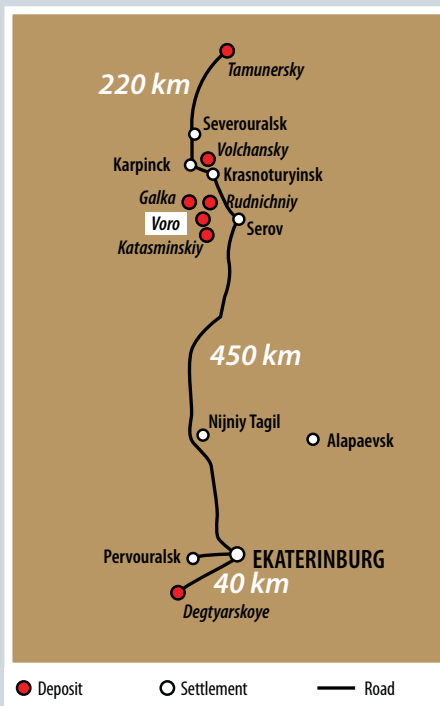 Tamunersky
220 km
Severouralsk
Volchansky
Karpinck
Krasnoturyinsk
Galka
Rudnichniy
Voro
Serov
Katasminskiy
450 km
Nijniy Tagil
Alapaevsk
Pervouralsk
EKATERINBURG
40 km
Degtyarskoye
Deposit
Settlement
Road